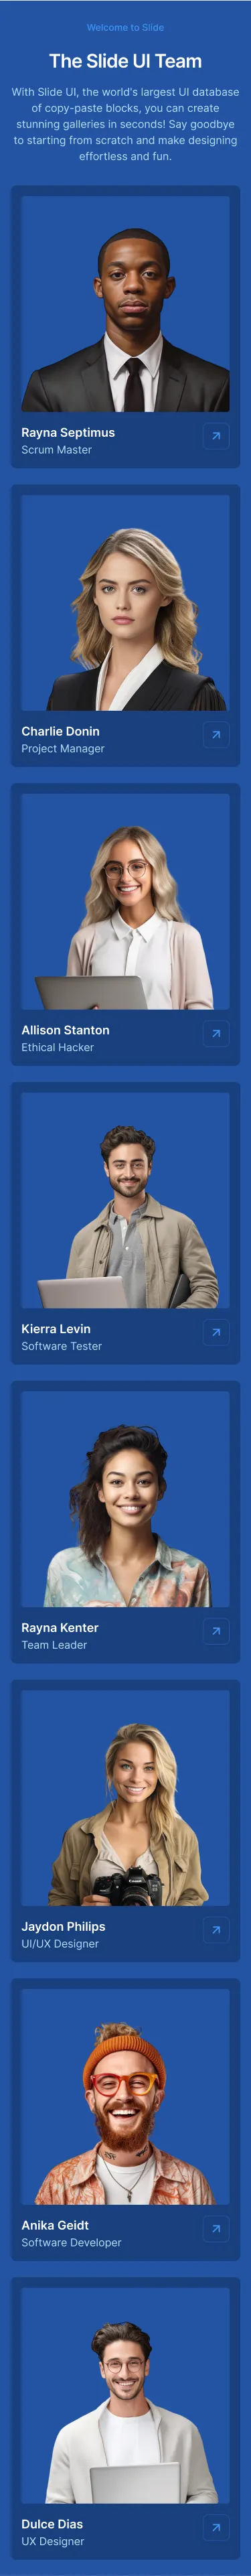 Welcome to Slide
The Slide UI Team
With Slide UI, the world's largest UI database
of copy-paste blocks, you can create
stunning galleries in seconds! Say goodbye
to starting from scratch and make designing
effortless and fun.
Rayna Septimus
Scrum Master
Charlie Donin
Project Manager
Allison Stanton
Ethical Hacker
Kierra Levin
Software Tester
Rayna Kenter
Team Leader
Jaydon Philips
UI/UX Designer
Anika Geidt
Software Developer
Dulce Dias
UX Designer